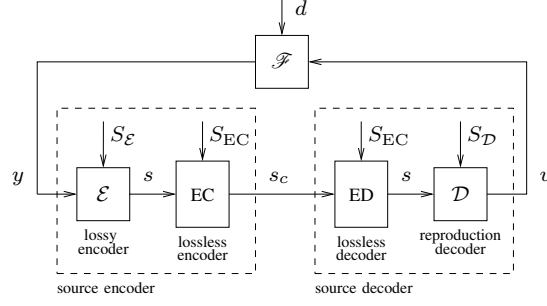 d
ℱ
S_ℰ
S_EC
S_EC
S_𝒟
y
ℰ
s
EC
s_c
ED
s
𝒟
v
lossy
encoder
lossless
encoder
lossless
decoder
reproduction
decoder
source encoder
source decoder